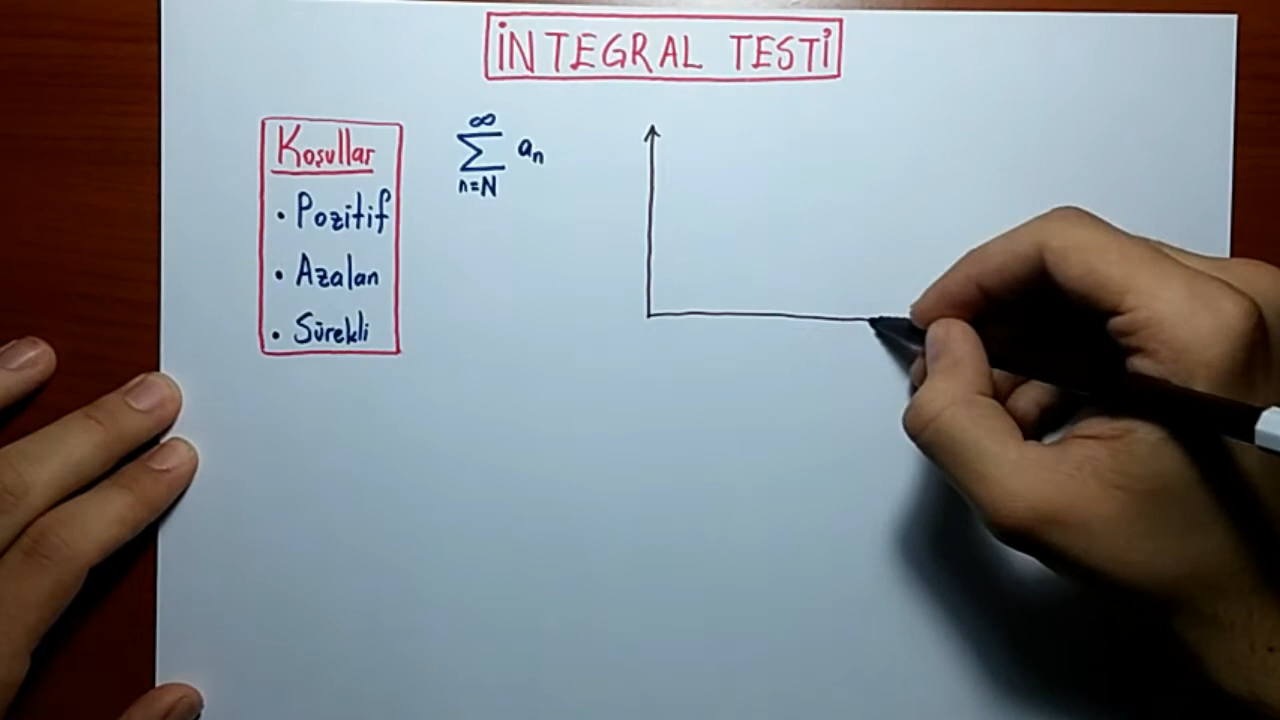 İNTEGRAL TESTİ
Koşullar
• Pozitif
• Azalan
• Sürekli
∞
∑ aₙ
n=N